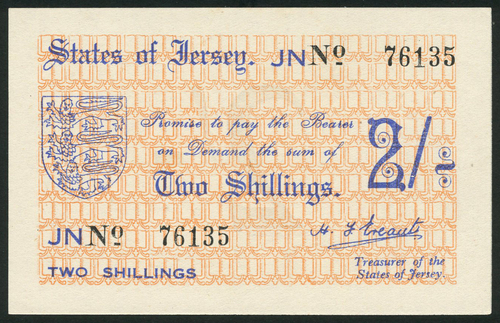 States of Jersey. JN Nº 76135
Promise to pay the Bearer
on Demand the sum of
Two Shillings.
2/-
JN Nº 76135
H. F. Ereaut
TWO SHILLINGS
Treasurer of the
States of Jersey.